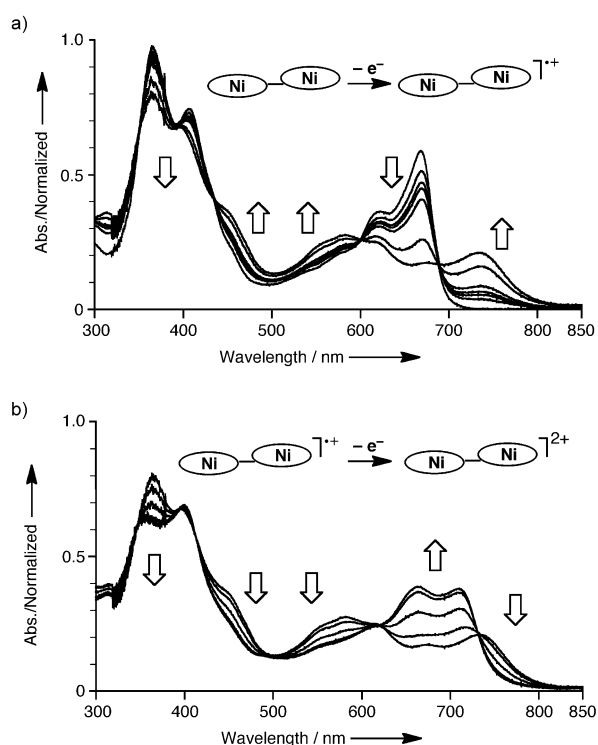 a)
1.0
Ni Ni – e⁻ Ni Ni ⌉•+
0.5
0
Abs./Normalized
300 400 500 600 700 800 850
Wavelength / nm
b)
1.0
Ni Ni ⌉•+ – e⁻ Ni Ni ⌉2+
0.5
0
Abs./Normalized
300 400 500 600 700 800 850
Wavelength / nm